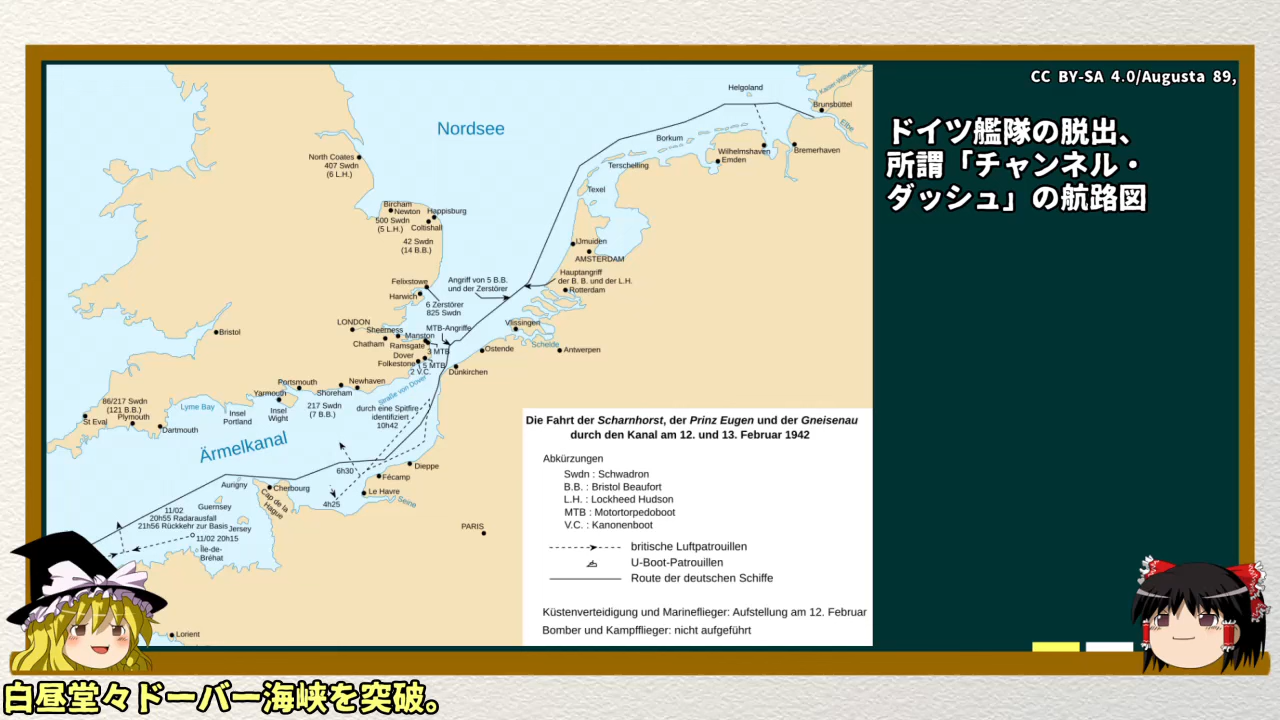 CC BY-SA 4.0/Augusta 89,
ドイツ艦隊の脱出、
所謂「チャンネル・
ダッシュ」の航路図
Helgoland
Kaiser-Wilhelm-
Brunsbüttel
Elbe
Nordsee
Borkum
Wilhelmshaven
Emden
Bremerhaven
Terschelling
Texel
North Coates
407 Swdn
(6 L.H.)
Bircham
Newton
Happisburg
500 Swdn
(5 L.H.)
Coltishall
42 Swdn
(14 B.B.)
IJmuiden
AMSTERDAM
Hauptangriff
der B. B. und der L.H.
Rotterdam
Angriff von 5 B.B.
und der Zerstörer
Felixstowe
Harwich
6 Zerstörer
825 Swdn
LONDON
Sheerness
Manston
MTB-Angriffe
Vlissingen
Schelde
Chatham
Ramsgate
3 MTB
Ostende
Antwerpen
Dover
Folkestone
5 MTB
2 V.C.
Dünkirchen
Straße von Dover
Bristol
Portsmouth
Newhaven
Shoreham
Yarmouth
Insel
Wight
217 Swdn
(7 B.B.)
durch eine Spitfire
identifiziert
10h42
86/217 Swdn
(121 B.B.)
Plymouth
St Eval
Dartmouth
Lyme Bay
Insel
Portland
Ärmelkanal
Dieppe
6h30
Fécamp
Le Havre
Seine
4h25
Aurigny
Cherbourg
Cap de la
Hague
Guernsey
Jersey
11/02
20h55 Radarausfall
21h56 Rückkehr zur Basis
11/02 20h15
Île-de-
Bréhat
PARIS
Lorient
Die Fahrt der Scharnhorst, der Prinz Eugen und der Gneisenau
durch den Kanal am 12. und 13. Februar 1942
Abkürzungen
Swdn : Schwadron
B.B. : Bristol Beaufort
L.H. : Lockheed Hudson
MTB : Motortorpedoboot
V.C. : Kanonenboot
britische Luftpatrouillen
U-Boot-Patrouillen
Route der deutschen Schiffe
Küstenverteidigung und Marineflieger: Aufstellung am 12. Februar
Bomber und Kampfflieger: nicht aufgeführt
白昼堂々ドーバー海峡を突破。